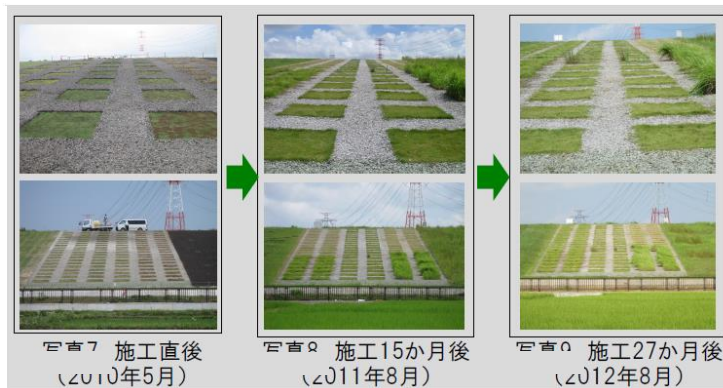 写真7 施工直後
（2010年5月）
写真8 施工15か月後
（2011年8月）
写真9 施工27か月後
（2012年8月）